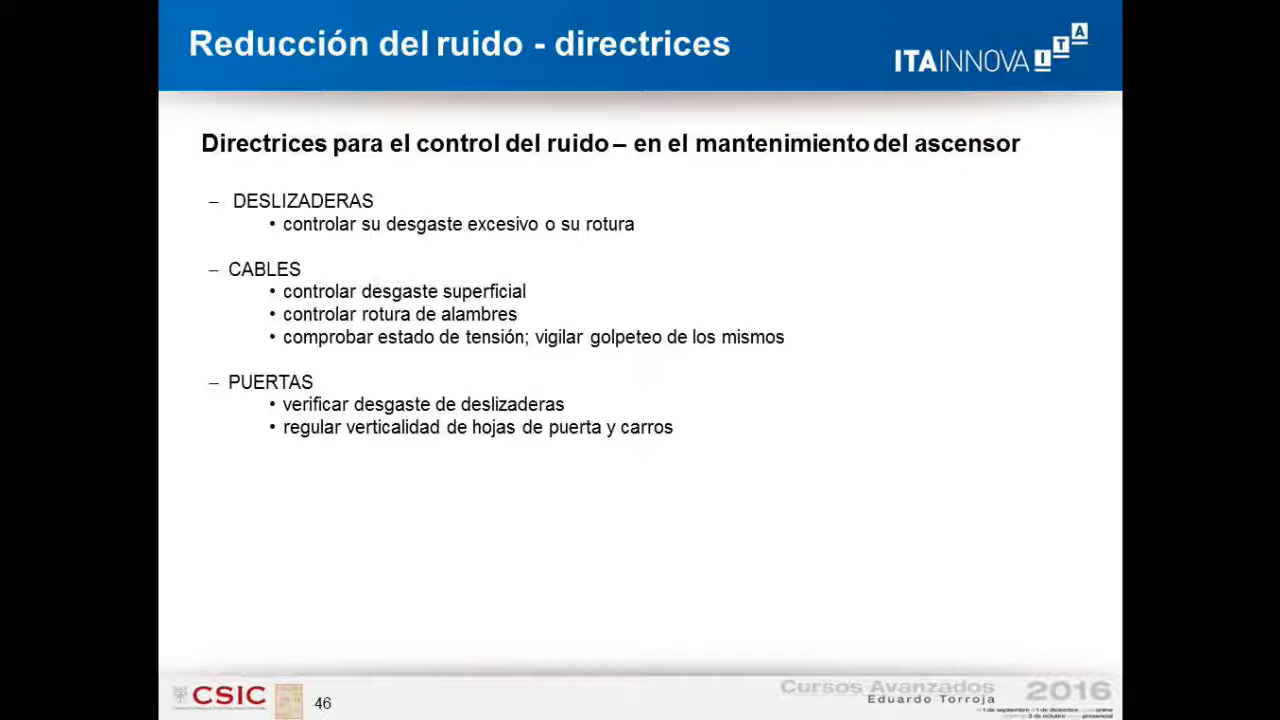 Reducción del ruido - directrices
ITAINNOVA
ITA
Directrices para el control del ruido – en el mantenimiento del ascensor
– DESLIZADERAS
• controlar su desgaste excesivo o su rotura
– CABLES
• controlar desgaste superficial
• controlar rotura de alambres
• comprobar estado de tensión; vigilar golpeteo de los mismos
– PUERTAS
• verificar desgaste de deslizaderas
• regular verticalidad de hojas de puerta y carros
CSIC
46
Cursos Avanzados
Eduardo Torroja
2016